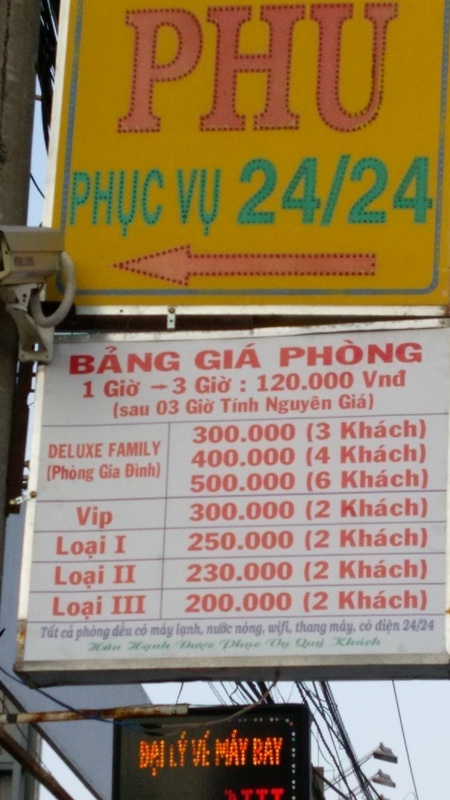 PHU
PHỤC VỤ 24/24
BẢNG GIÁ PHÒNG
1 Giờ → 3 Giờ : 120.000 Vnđ
(sau 03 Giờ Tính Nguyên Giá)
DELUXE FAMILY
(Phòng Gia Đình)
300.000 (3 Khách)
400.000 (4 Khách)
500.000 (6 Khách)
Vip 300.000 (2 Khách)
Loại I 250.000 (2 Khách)
Loại II 230.000 (2 Khách)
Loại III 200.000 (2 Khách)
Tất cả phòng đều có máy lạnh, nước nóng, wifi, thang máy, có điện 24/24
Hân Hạnh Được Phục Vụ Quý Khách
ĐẠI LÝ VÉ MÁY BAY